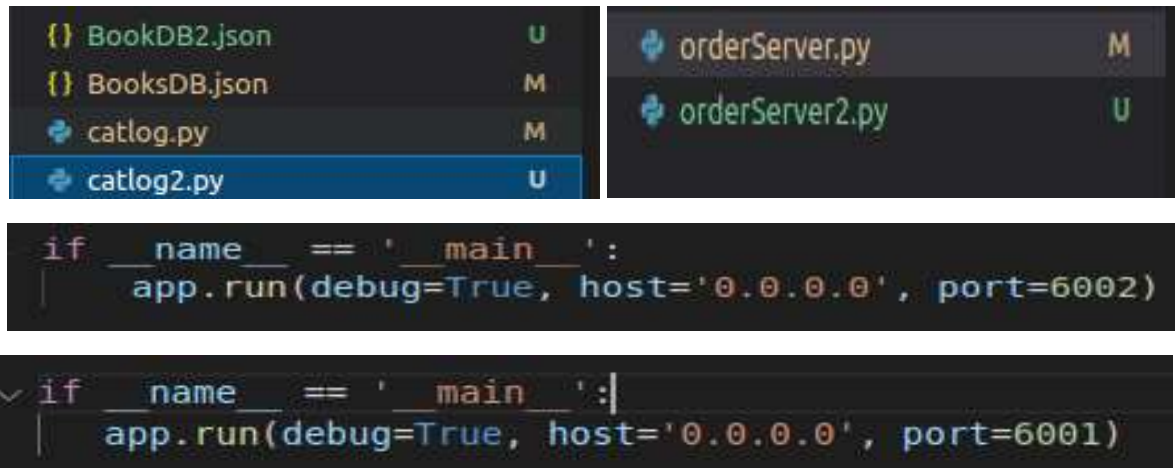 {} BookDB2.json U
{} BooksDB.json M
catlog.py M
catlog2.py U
orderServer.py M
orderServer2.py U
if __name__ == '__main__':
app.run(debug=True, host='0.0.0.0', port=6002)
if __name__ == '__main__':
app.run(debug=True, host='0.0.0.0', port=6001)